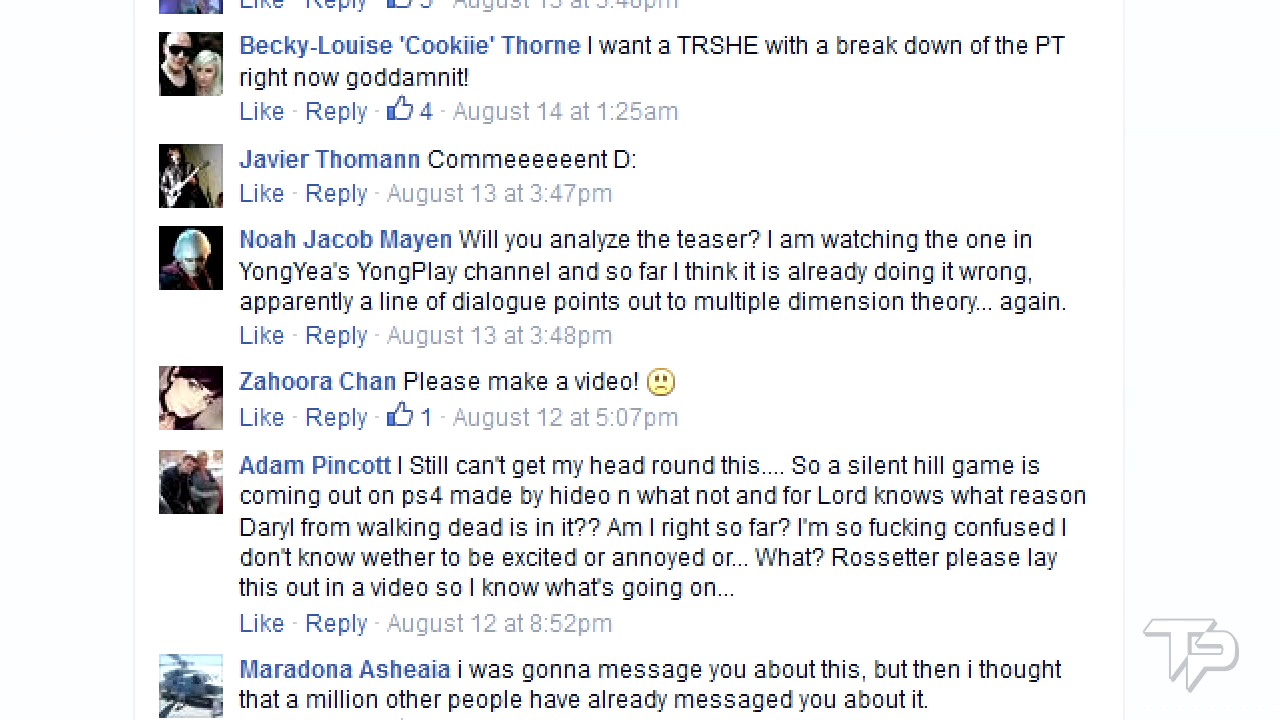 Like · Reply · 5 · August 13 at 3:46pm
Becky-Louise 'Cookiie' Thorne I want a TRSHE with a break down of the PT
right now goddamnit!
Like · Reply · 4 · August 14 at 1:25am
Javier Thomann Commeeeeeent D:
Like · Reply · August 13 at 3:47pm
Noah Jacob Mayen Will you analyze the teaser? I am watching the one in
YongYea's YongPlay channel and so far I think it is already doing it wrong,
apparently a line of dialogue points out to multiple dimension theory... again.
Like · Reply · August 13 at 3:48pm
Zahoora Chan Please make a video!
Like · Reply · 1 · August 12 at 5:07pm
Adam Pincott I Still can't get my head round this.... So a silent hill game is
coming out on ps4 made by hideo n what not and for Lord knows what reason
Daryl from walking dead is in it?? Am I right so far? I'm so fucking confused I
don't know wether to be excited or annoyed or... What? Rossetter please lay
this out in a video so I know what's going on...
Like · Reply · August 12 at 8:52pm
Maradona Asheaia i was gonna message you about this, but then i thought
that a million other people have already messaged you about it.